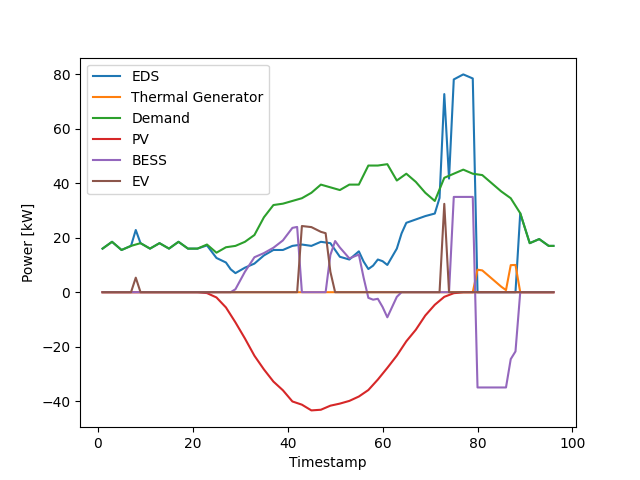 EDS
Thermal Generator
Demand
PV
BESS
EV
Power [kW]
80
60
40
20
0
−20
−40
0 20 40 60 80 100
Timestamp